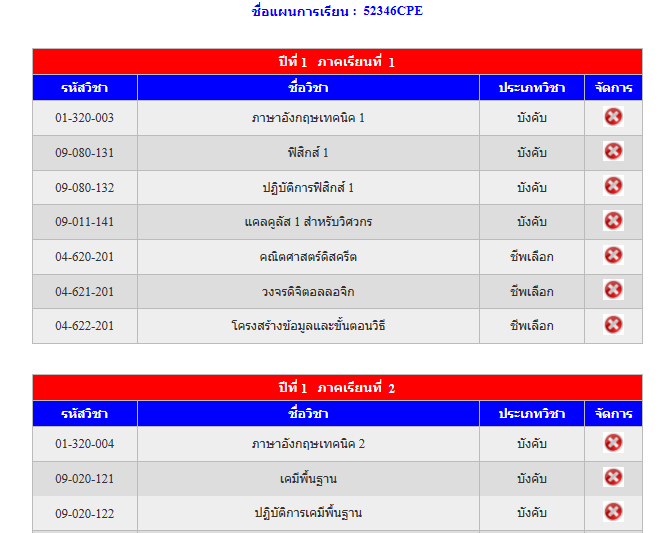 ชื่อแผนการเรียน : 52346CPE
ปีที่ 1 ภาคเรียนที่ 1
รหัสวิชา ชื่อวิชา ประเภทวิชา จัดการ
01-320-003 ภาษาอังกฤษเทคนิค 1 บังคับ
09-080-131 ฟิสิกส์ 1 บังคับ
09-080-132 ปฏิบัติการฟิสิกส์ 1 บังคับ
09-011-141 แคลคูลัส 1 สำหรับวิศวกร บังคับ
04-620-201 คณิตศาสตร์ดิสครีต ชีพเลือก
04-621-201 วงจรดิจิตอลลอจิก ชีพเลือก
04-622-201 โครงสร้างข้อมูลและขั้นตอนวิธี ชีพเลือก
ปีที่ 1 ภาคเรียนที่ 2
รหัสวิชา ชื่อวิชา ประเภทวิชา จัดการ
01-320-004 ภาษาอังกฤษเทคนิค 2 บังคับ
09-020-121 เคมีพื้นฐาน บังคับ
09-020-122 ปฏิบัติการเคมีพื้นฐาน บังคับ